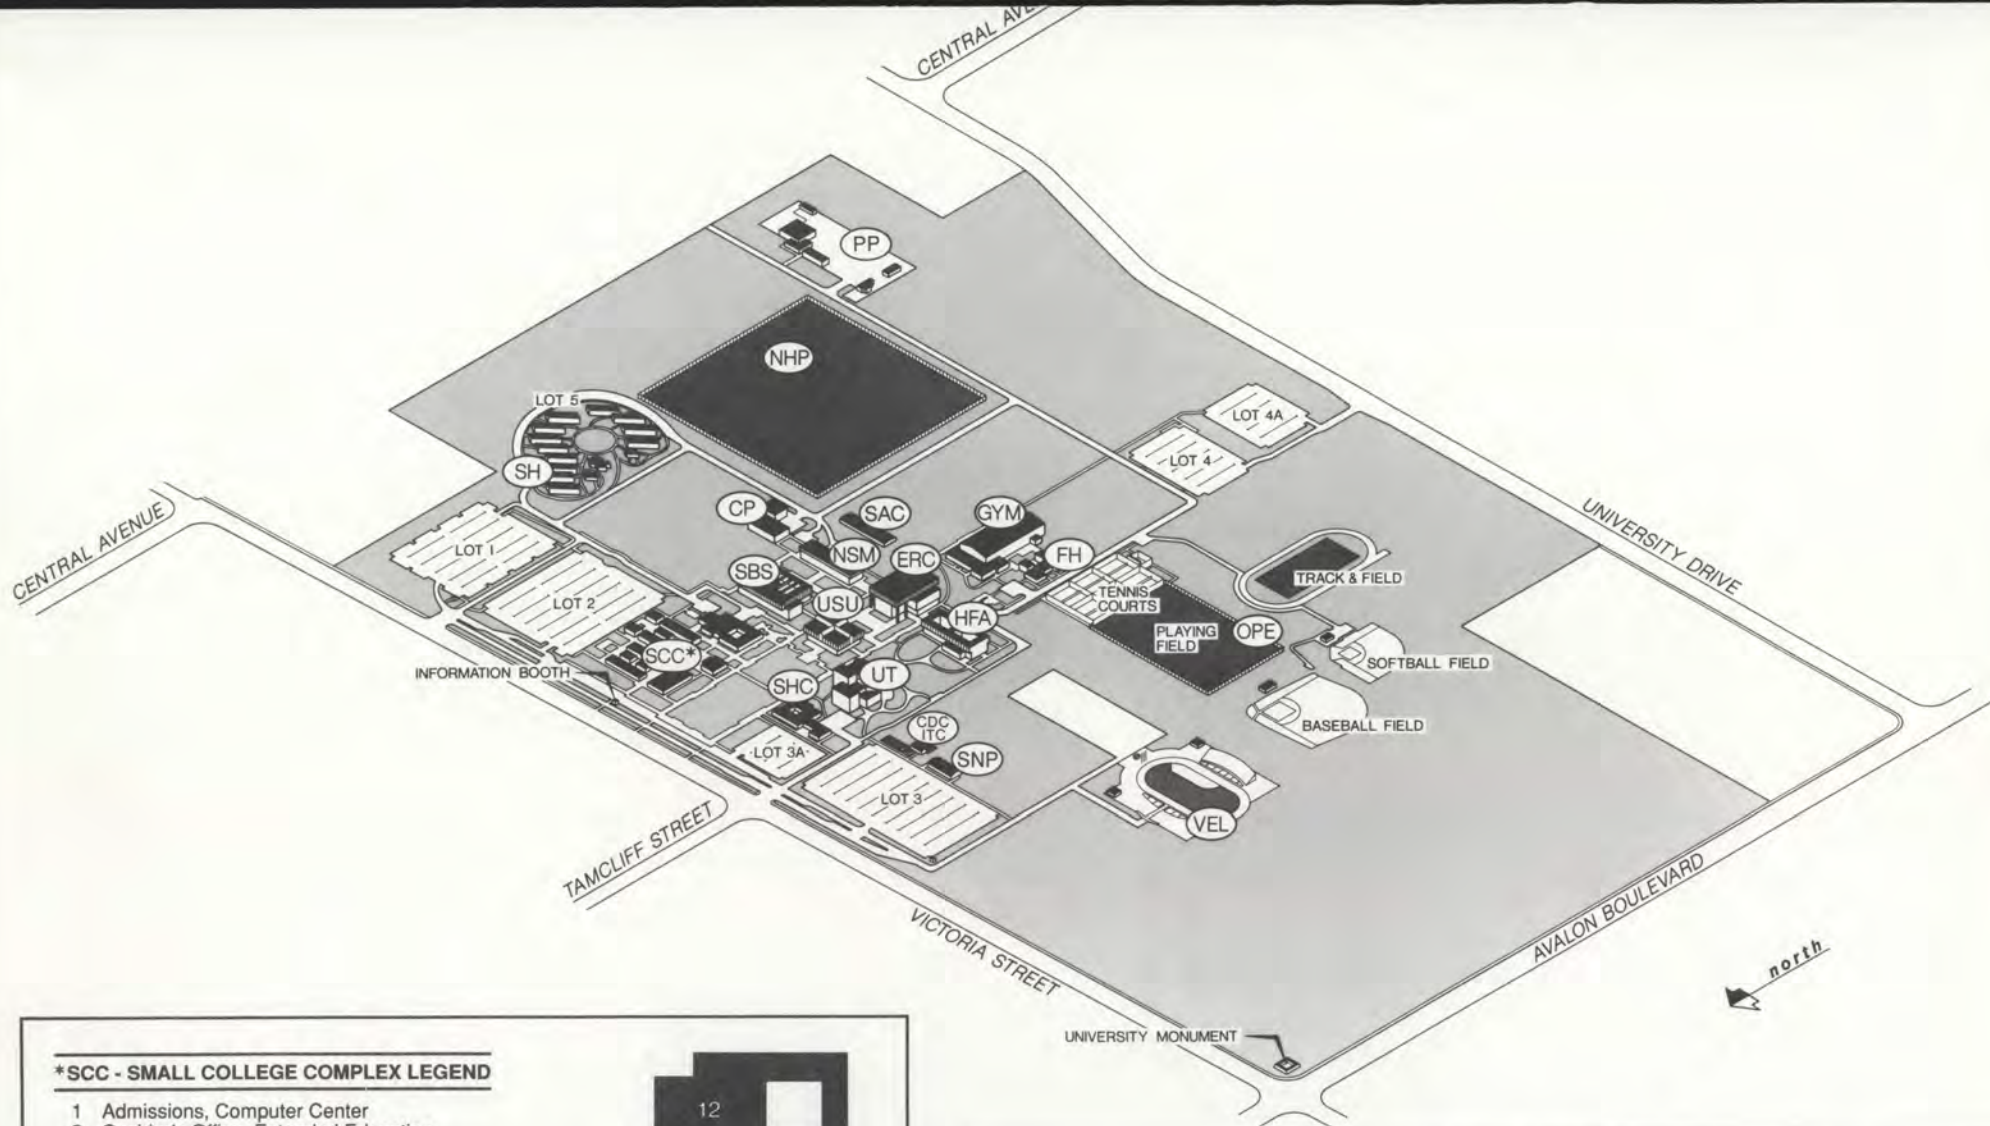 CENTRAL AVE
PP
NHP
LOT 5
LOT 4A
LOT 4
SH
CENTRAL AVENUE
UNIVERSITY DRIVE
CP
SAC
GYM
LOT 1
NSM
ERC
FH
SBS
TRACK & FIELD
LOT 2
USU
TENNIS
COURTS
HFA
PLAYING
FIELD
OPE
SCC*
SOFTBALL FIELD
INFORMATION BOOTH
SHC
UT
CDC
ITC
BASEBALL FIELD
LOT 3A
SNP
LOT 3
VEL
TAMCLIFF STREET
VICTORIA STREET
AVALON BOULEVARD
north
UNIVERSITY MONUMENT
*SCC - SMALL COLLEGE COMPLEX LEGEND
1 Admissions, Computer Center
12